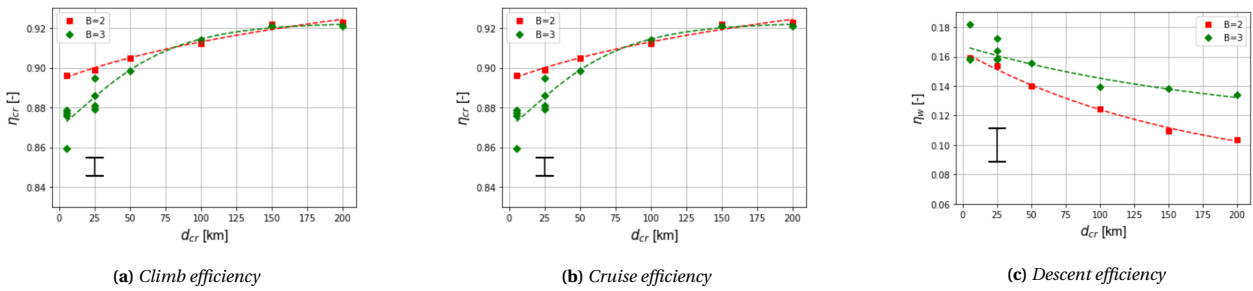 B=2
B=3
0.92
0.90
0.88
0.86
0.84
η_cr [-]
0 25 50 75 100 125 150 175 200
d_cr [km]
(a) Climb efficiency
B=2
B=3
0.92
0.90
0.88
0.86
0.84
η_cr [-]
0 25 50 75 100 125 150 175 200
d_cr [km]
(b) Cruise efficiency
B=2
B=3
0.18
0.16
0.14
0.12
0.10
0.08
0.06
η_w [-]
0 25 50 75 100 125 150 175 200
d_cr [km]
(c) Descent efficiency